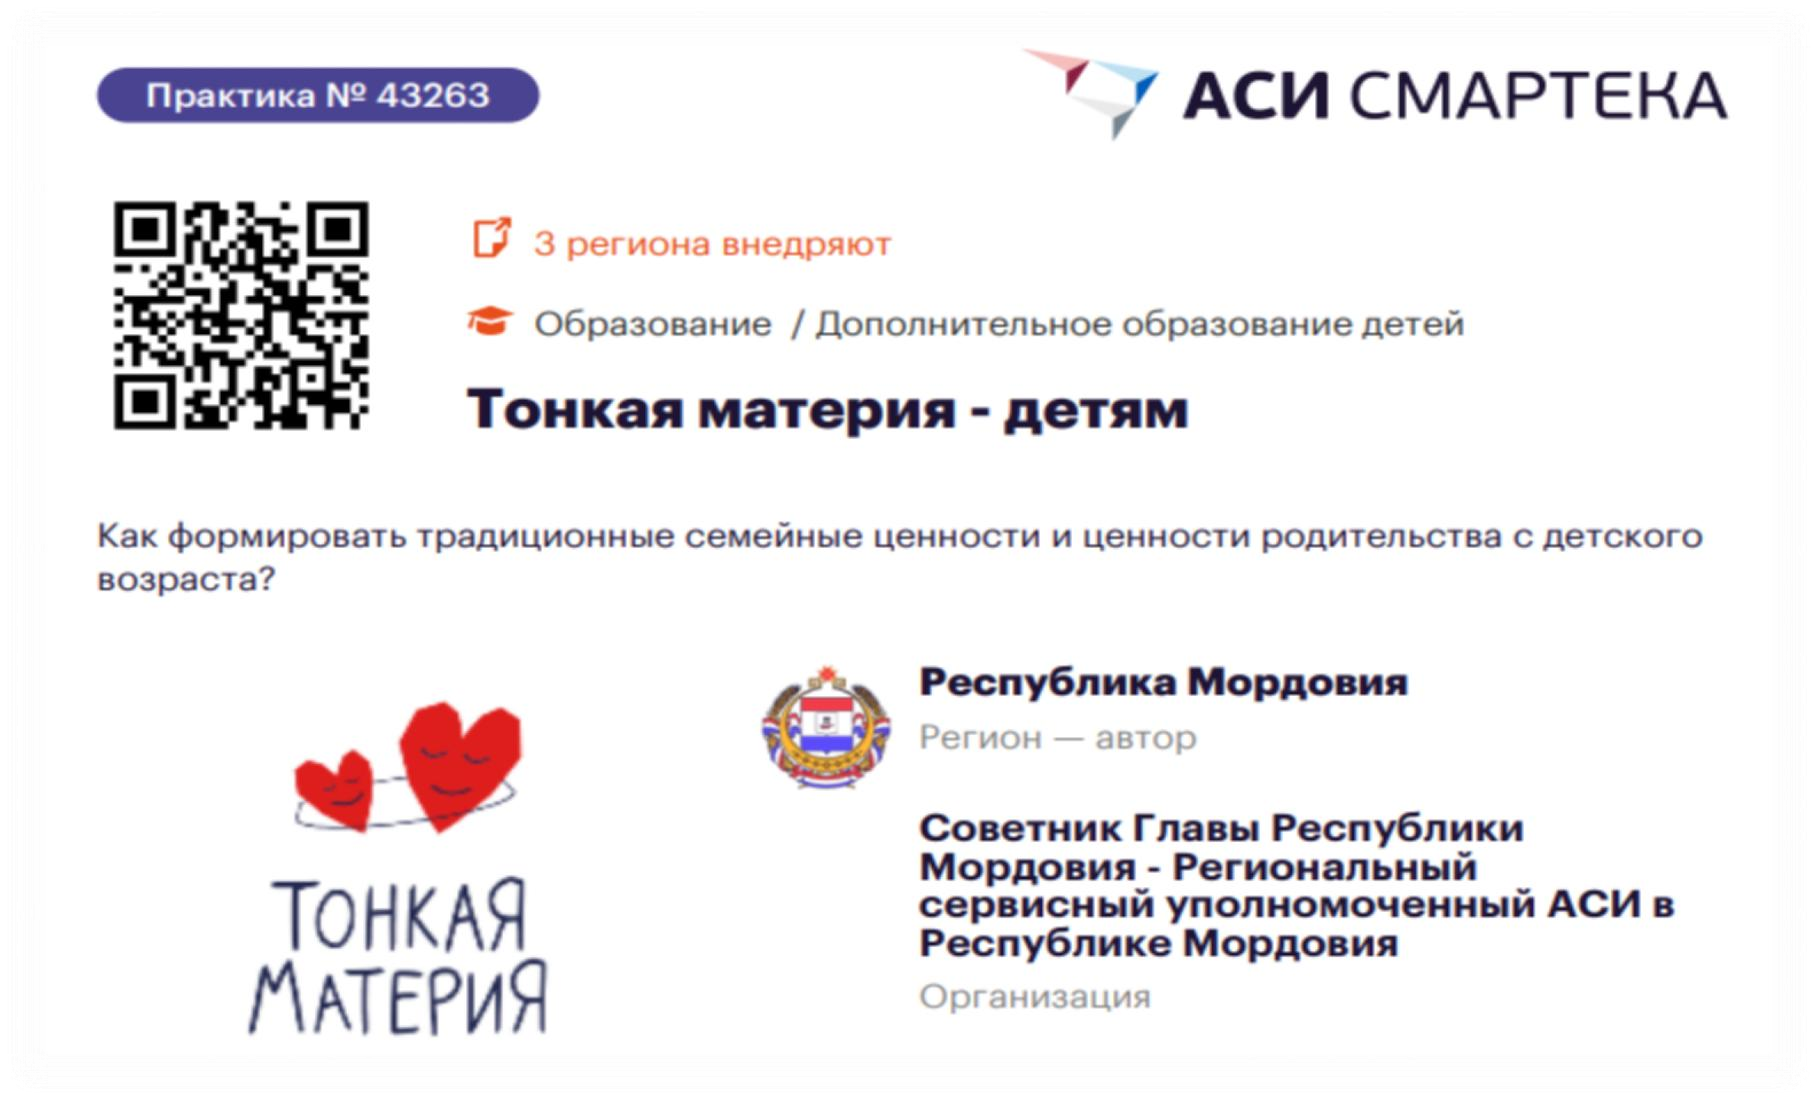 Практика № 43263
АСИ СМАРТЕКА
3 региона внедряют
Образование / Дополнительное образование детей
Тонкая материя - детям
Как формировать традиционные семейные ценности и ценности родительства с детского
возраста?
Республика Мордовия
Регион — автор
Советник Главы Республики
Мордовия - Региональный
сервисный уполномоченный АСИ в
Республике Мордовия
Организация
ТОНКАЯ
МАТЕРИЯ